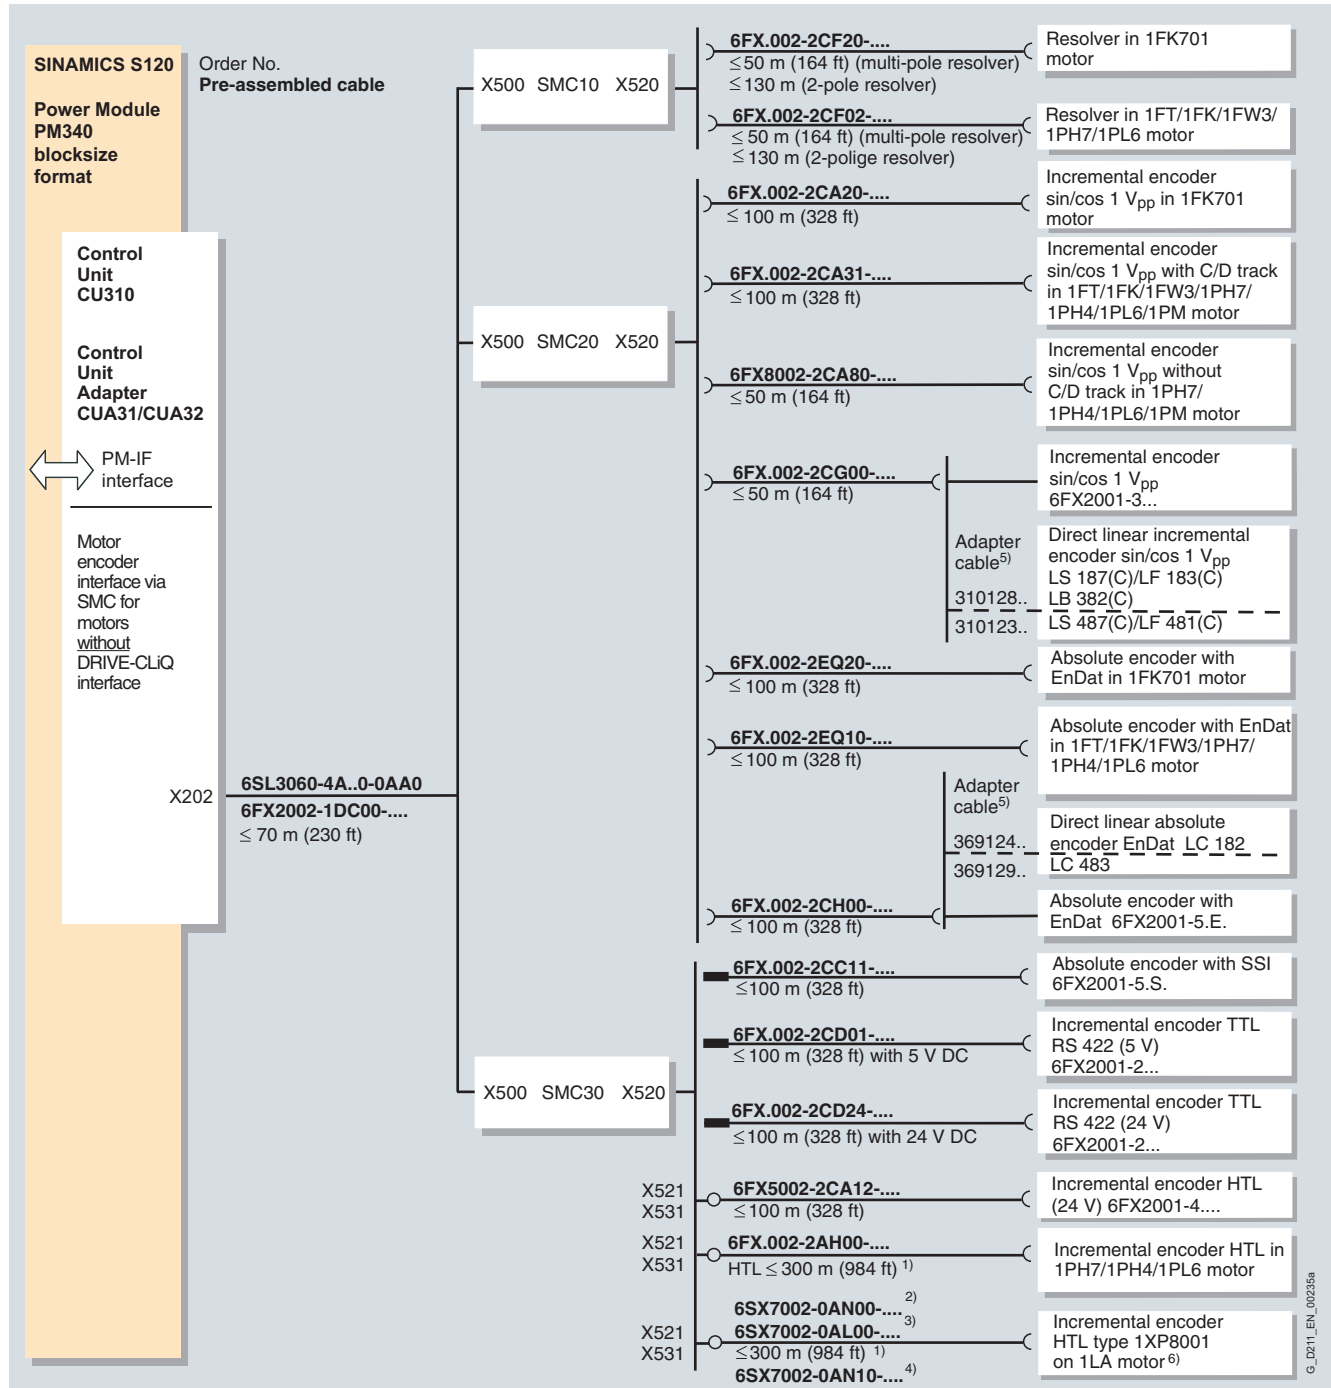 SINAMICS S120
Power Module
PM340
blocksize
format
Order No.
Pre-assembled cable
Control
Unit
CU310
Control
Unit
Adapter
CUA31/CUA32
PM-IF
interface
Motor
encoder
interface via
SMC for
motors
without
DRIVE-CLiQ
interface
X202
6SL3060-4A..0-0AA0
6FX2002-1DC00-....
≤ 70 m (230 ft)
X500 SMC10 X520
6FX.002-2CF20-....
≤ 50 m (164 ft) (multi-pole resolver)
≤ 130 m (2-pole resolver)
Resolver in 1FK701
motor
6FX.002-2CF02-....
≤ 50 m (164 ft) (multi-pole resolver)
≤ 130 m (2-polige resolver)
Resolver in 1FT/1FK/1FW3/
1PH7/1PL6 motor
X500 SMC20 X520
6FX.002-2CA20-....
≤ 100 m (328 ft)
Incremental encoder
sin/cos 1 Vpp in 1FK701
motor
6FX.002-2CA31-....
≤ 100 m (328 ft)
Incremental encoder
sin/cos 1 Vpp with C/D track
in 1FT/1FK/1FW3/1PH7/
1PH4/1PL6/1PM motor
6FX8002-2CA80-....
≤ 50 m (164 ft)
Incremental encoder
sin/cos 1 Vpp without
C/D track in 1PH7/
1PH4/1PL6/1PM motor
6FX.002-2CG00-....
≤ 50 m (164 ft)
Incremental encoder
sin/cos 1 Vpp
6FX2001-3...
Adapter
cable5)
310128..
310123..
Direct linear incremental
encoder sin/cos 1 Vpp
LS 187(C)/LF 183(C)
LB 382(C)
LS 487(C)/LF 481(C)
6FX.002-2EQ20-....
≤ 100 m (328 ft)
Absolute encoder with
EnDat in 1FK701 motor
6FX.002-2EQ10-....
≤ 100 m (328 ft)
Absolute encoder with EnDat
in 1FT/1FK/1FW3/1PH7/
1PH4/1PL6 motor
Adapter
cable5)
369124..
369129..
Direct linear absolute
encoder EnDat LC 182
LC 483
6FX.002-2CH00-....
≤ 100 m (328 ft)
Absolute encoder with
EnDat 6FX2001-5.E.
X500 SMC30 X520
6FX.002-2CC11-....
≤ 100 m (328 ft)
Absolute encoder with SSI
6FX2001-5.S.
6FX.002-2CD01-....
≤ 100 m (328 ft) with 5 V DC
Incremental encoder TTL
RS 422 (5 V)
6FX2001-2...
6FX.002-2CD24-....
≤ 100 m (328 ft) with 24 V DC
Incremental encoder TTL
RS 422 (24 V)
6FX2001-2...
X521
X531
6FX5002-2CA12-....
≤ 100 m (328 ft)
Incremental encoder HTL
(24 V) 6FX2001-4....
X521
X531
6FX.002-2AH00-....
HTL ≤ 300 m (984 ft) 1)
Incremental encoder HTL in
1PH7/1PH4/1PL6 motor
X521
X531
6SX7002-0AN00-.... 2)
6SX7002-0AL00-.... 3)
≤ 300 m (984 ft) 1)
6SX7002-0AN10-.... 4)
Incremental encoder
HTL type 1XP8001
on 1LA motor 6)
G_D211_EN_00235a